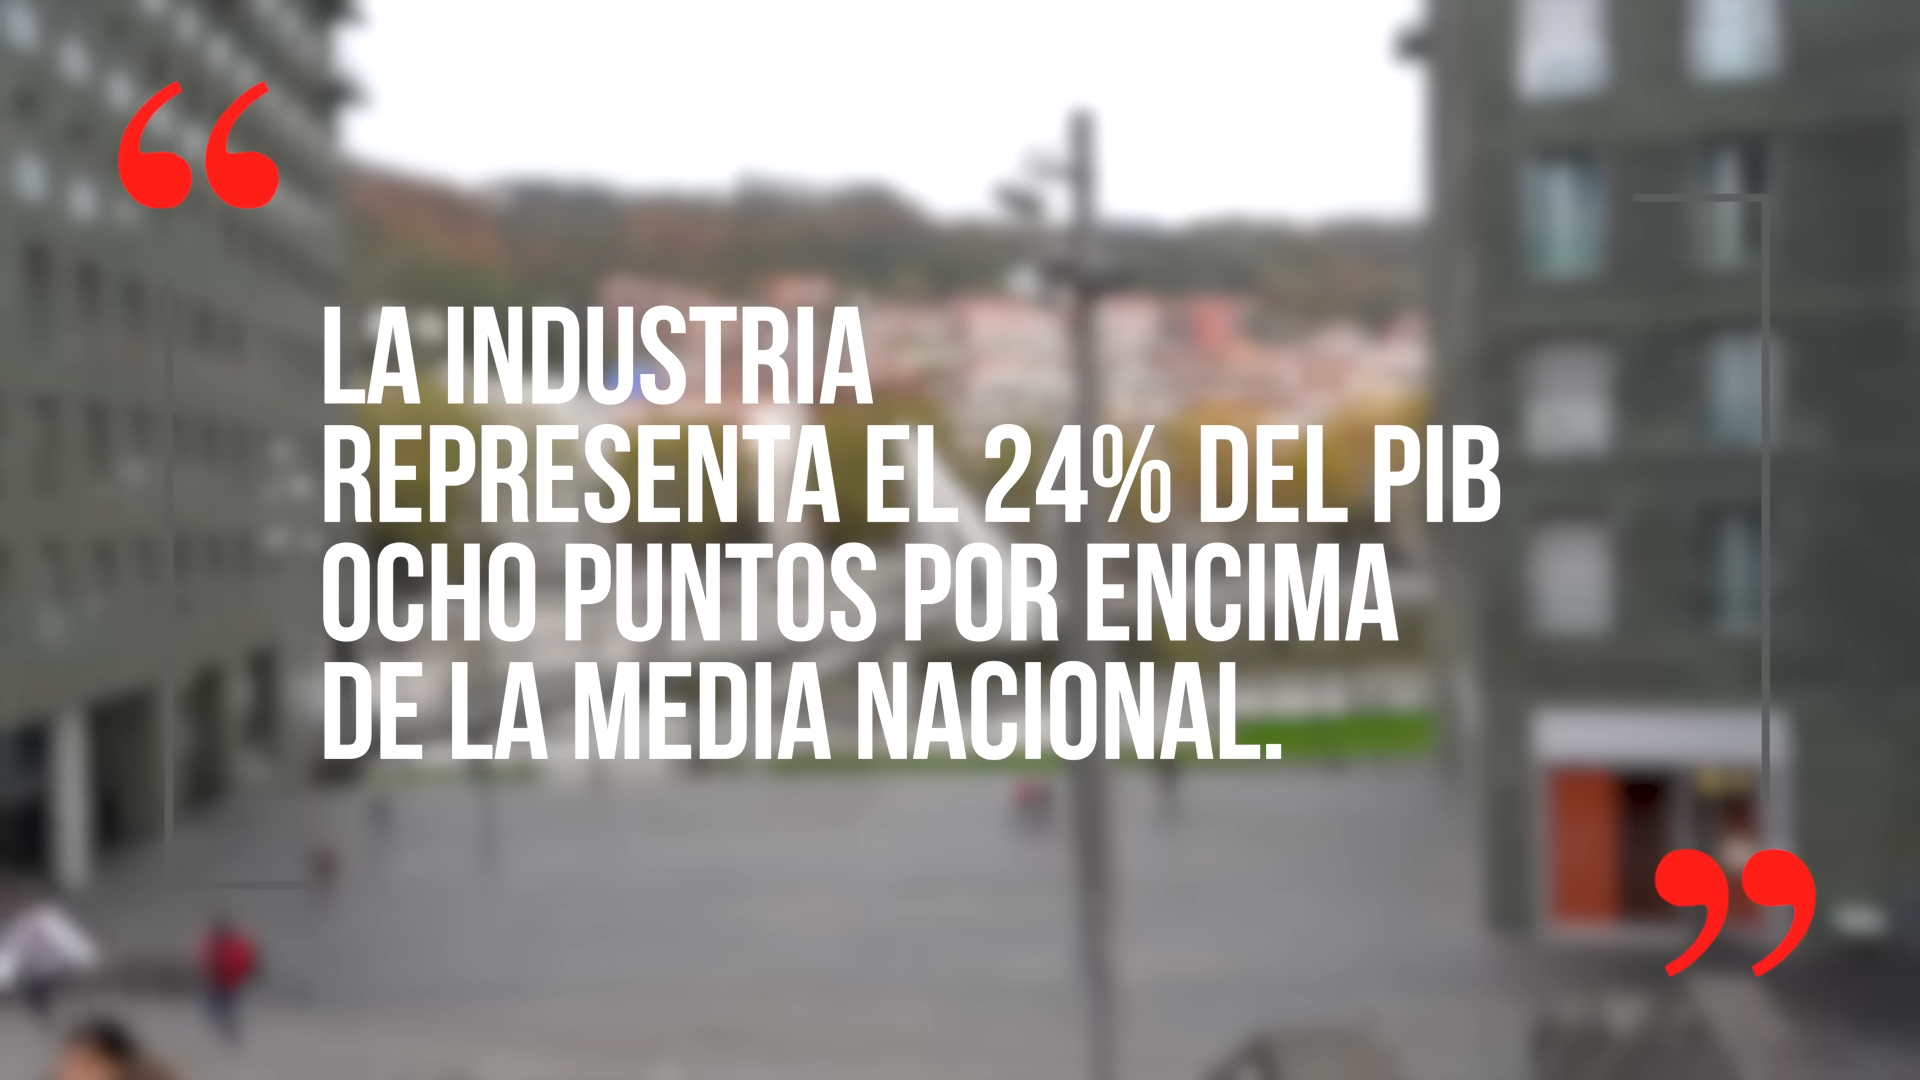 “
LA INDUSTRIA
REPRESENTA EL 24% DEL PIB
OCHO PUNTOS POR ENCIMA
DE LA MEDIA NACIONAL.
”